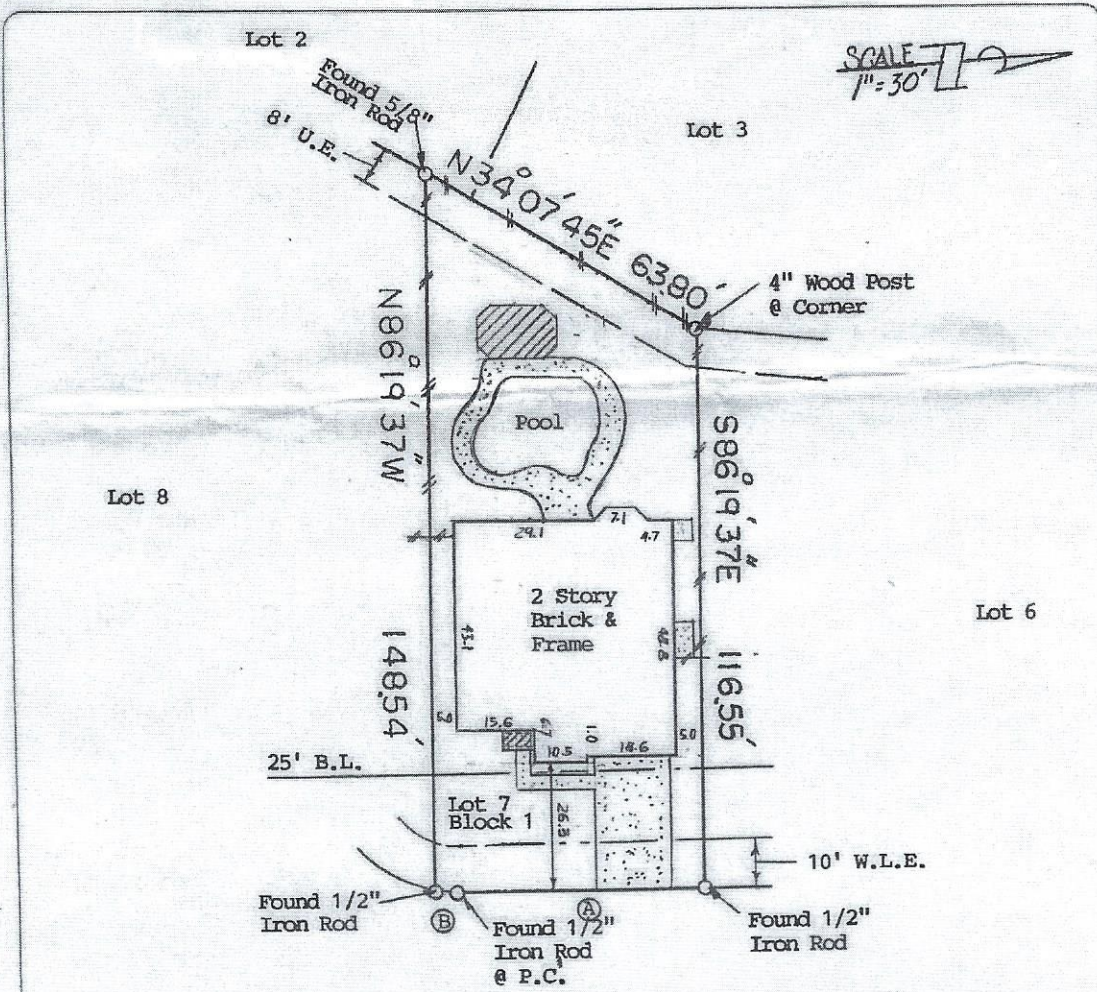 Lot 2
SCALE
1"=30'
Found 5/8"
Iron Rod
8' U.E.
Lot 3
N34°07'45"E 63.80'
4" Wood Post
@ Corner
N86°19'37"W
148.54'
Pool
S86°19'37"E
116.55'
Lot 8
29.1
7.1
4.7
2 Story
Brick &
Frame
43.1
48.8
Lot 6
15.6
6.7
10.5
1.0
18.6
5.0
25' B.L.
Lot 7
Block 1
26.3
10' W.L.E.
Found 1/2"
Iron Rod
B
A
Found 1/2"
Iron Rod
@ P.C.
Found 1/2"
Iron Rod